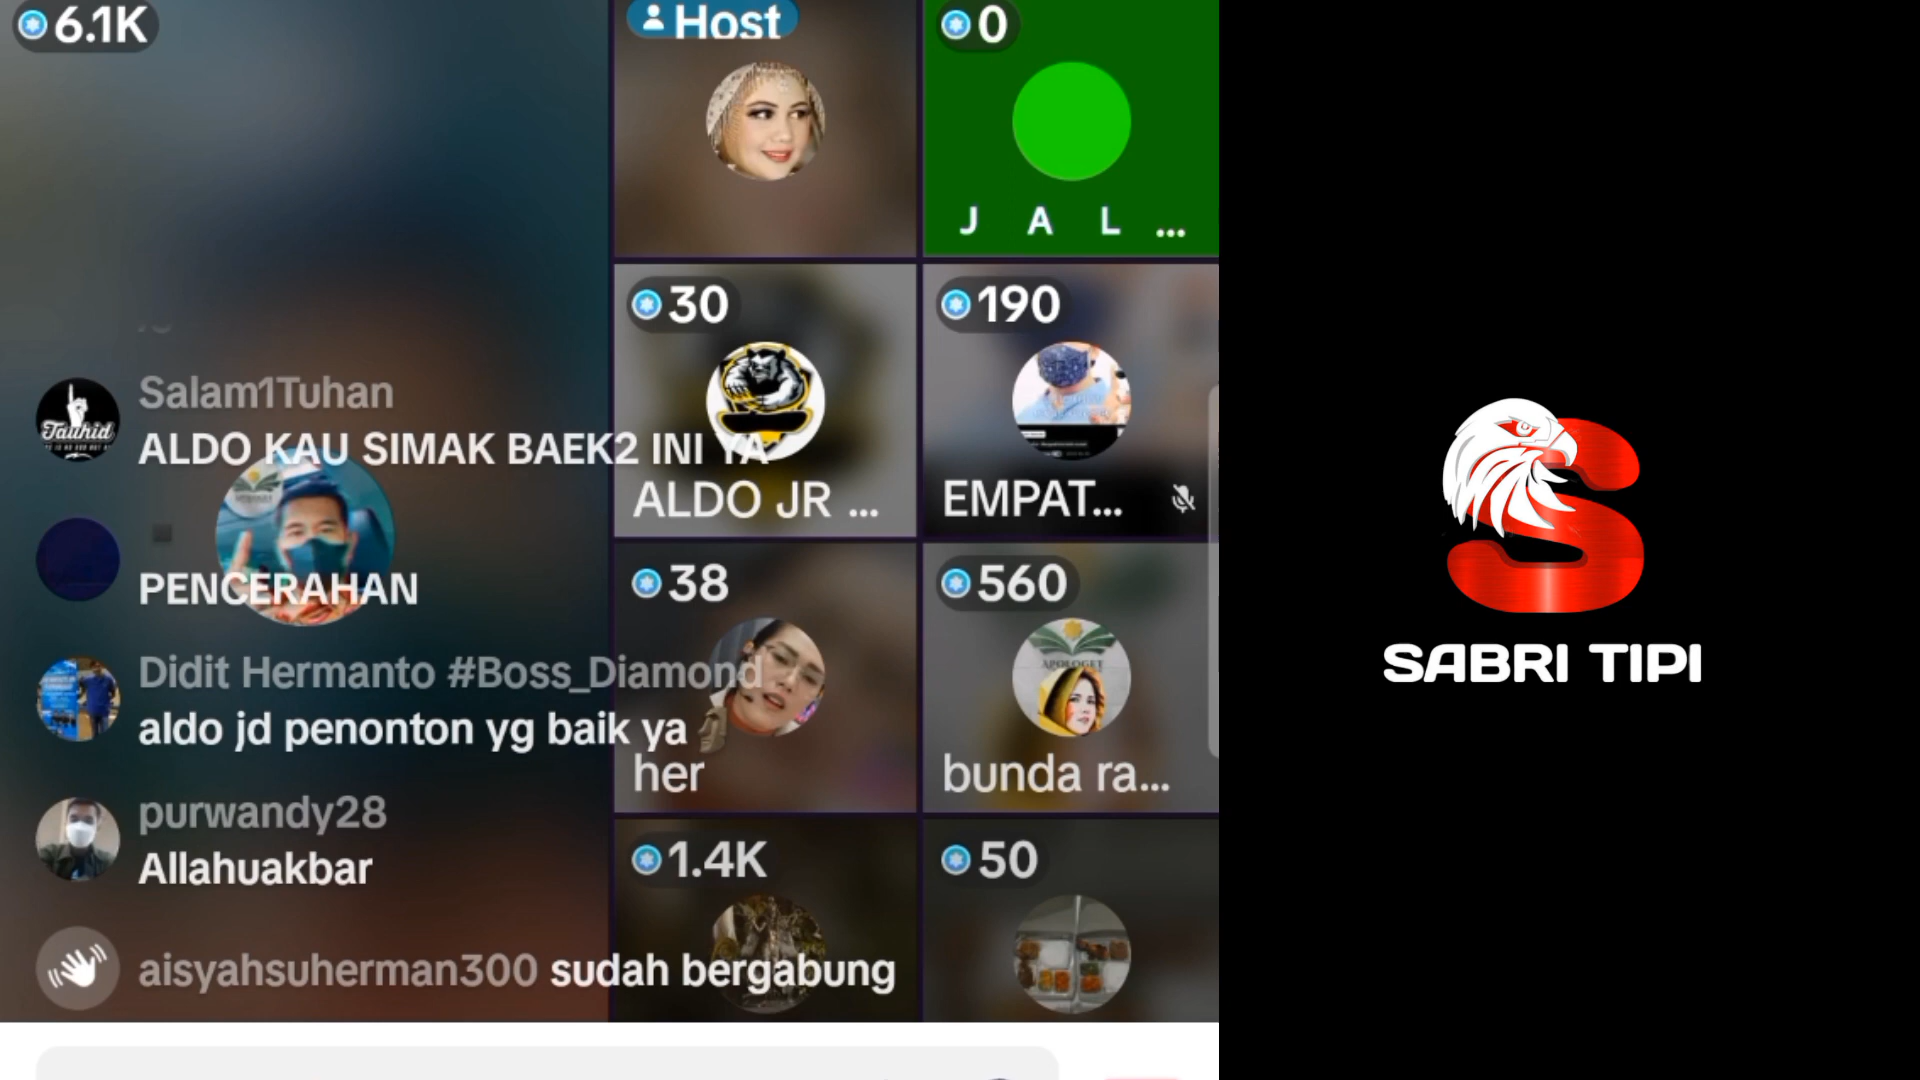 6.1K
Host
0
J A L ...
30
190
Salam1Tuhan
Tauhid
ALDO KAU SIMAK BAEK2 INI YA
ALDO JR ...
EMPAT...
PENCERAHAN
38
560
APOLOGET
Didit Hermanto #Boss_Diamond
aldo jd penonton yg baik ya
her
bunda ra...
purwandy28
Allahuakbar
1.4K
50
aisyahsuherman300 sudah bergabung
S
SABRI TIPI